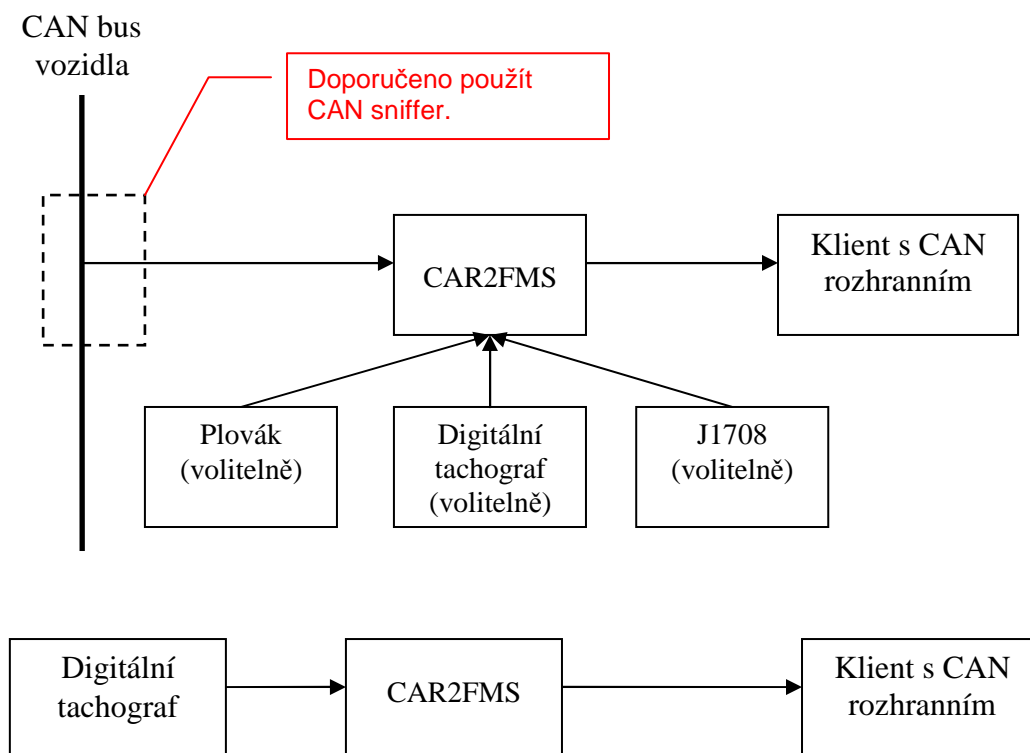 CAN bus
vozidla
Doporučeno použít
CAN sniffer.
CAR2FMS
Klient s CAN
rozhranním
Plovák
(volitelně)
Digitální
tachograf
(volitelně)
J1708
(volitelně)
Digitální
tachograf
CAR2FMS
Klient s CAN
rozhranním